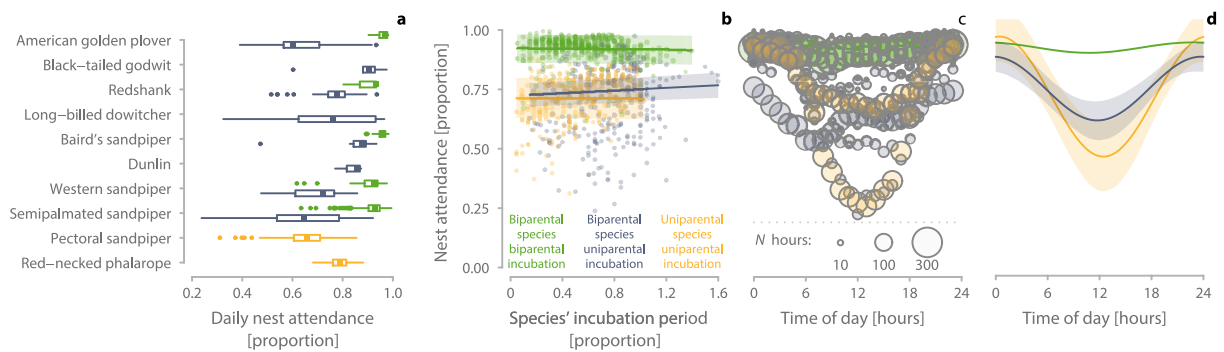 a
American golden plover
Black−tailed godwit
Redshank
Long−billed dowitcher
Baird's sandpiper
Dunlin
Western sandpiper
Semipalmated sandpiper
Pectoral sandpiper
Red−necked phalarope
0.2 0.4 0.6 0.8 1.0
Daily nest attendance
[proportion]
b
Nest attendance [proportion]
1.00
0.75
0.50
0.25
0.00
Biparental
species
biparental
incubation
Biparental
species
uniparental
incubation
Uniparental
species
uniparental
incubation
0 0.4 0.8 1.2 1.6
Species' incubation period
[proportion]
c
N hours:
10 100 300
0 6 12 18 24
Time of day [hours]
d
0 6 12 18 24
Time of day [hours]